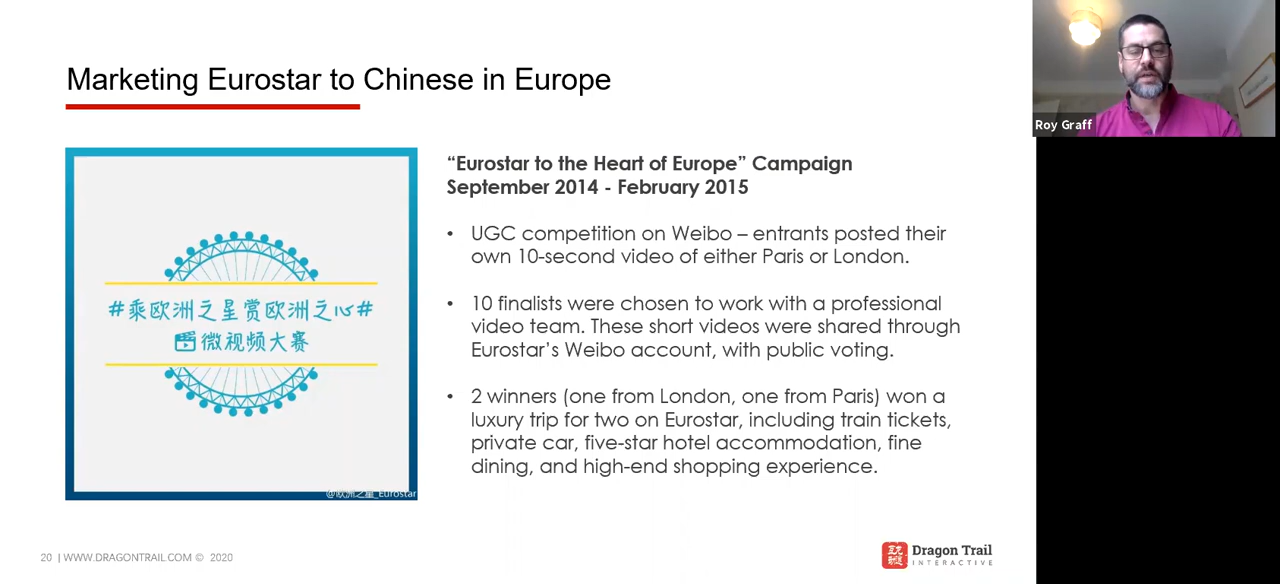 Marketing Eurostar to Chinese in Europe
#乘欧洲之星赏欧洲之心#
微视频大赛
@欧洲之星_Eurostar
“Eurostar to the Heart of Europe” Campaign
September 2014 - February 2015
• UGC competition on Weibo – entrants posted their
own 10-second video of either Paris or London.
• 10 finalists were chosen to work with a professional
video team. These short videos were shared through
Eurostar’s Weibo account, with public voting.
• 2 winners (one from London, one from Paris) won a
luxury trip for two on Eurostar, including train tickets,
private car, five-star hotel accommodation, fine
dining, and high-end shopping experience.
20 | WWW.DRAGONTRAIL.COM © 2020
Dragon Trail
INTERACTIVE
Roy Graff